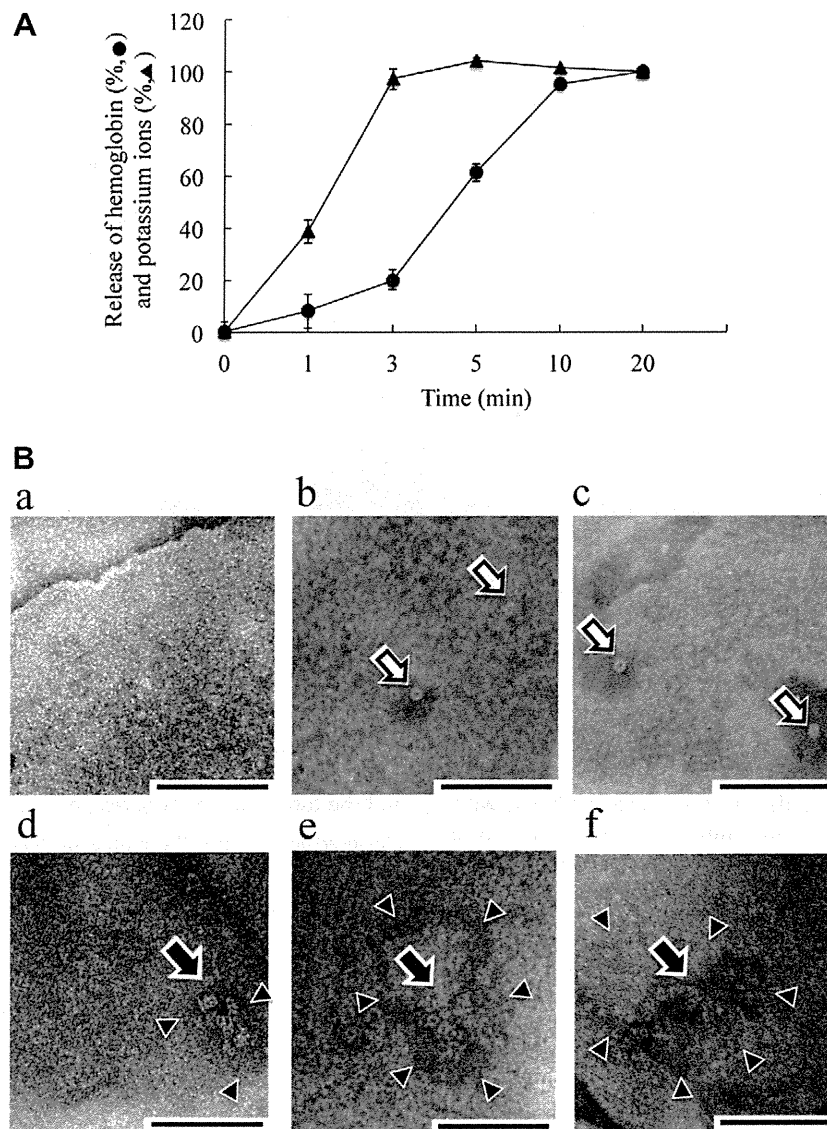 A
Release of hemoglobin (%,●)
and potassium ions (%,▲)
120
100
80
60
40
20
0
0 1 3 5 10 20
Time (min)
B
a b c
d e f